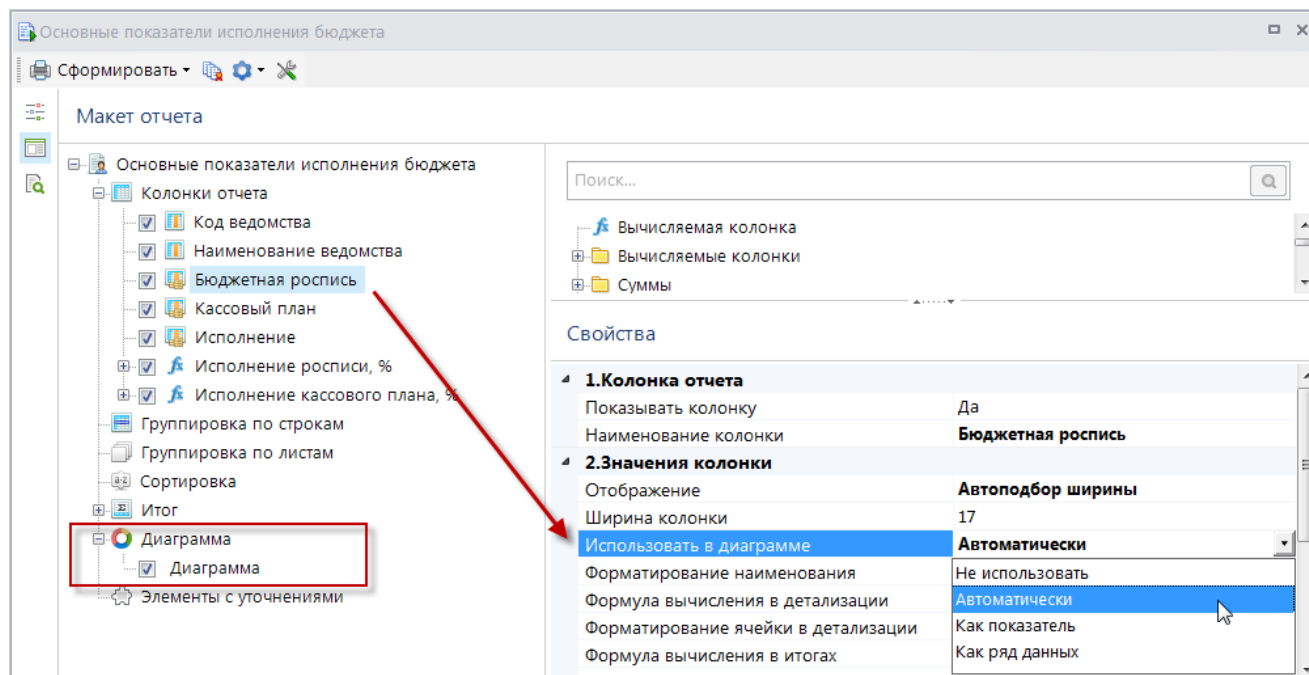 Основные показатели исполнения бюджета
Сформировать
Макет отчета
Основные показатели исполнения бюджета
Колонки отчета
Код ведомства
Наименование ведомства
Бюджетная роспись
Кассовый план
Исполнение
Исполнение росписи, %
Исполнение кассового плана, %
Группировка по строкам
Группировка по листам
Сортировка
Итог
Диаграмма
Диаграмма
Элементы с уточнениями
Поиск...
Вычисляемая колонка
Вычисляемые колонки
Суммы
Свойства
1.Колонка отчета
Показывать колонку Да
Наименование колонки Бюджетная роспись
2.Значения колонки
Отображение Автоподбор ширины
Ширина колонки 17
Использовать в диаграмме Автоматически
Форматирование наименования Не использовать
Формула вычисления в детализации Автоматически
Форматирование ячейки в детализации Как показатель
Формула вычисления в итогах Как ряд данных